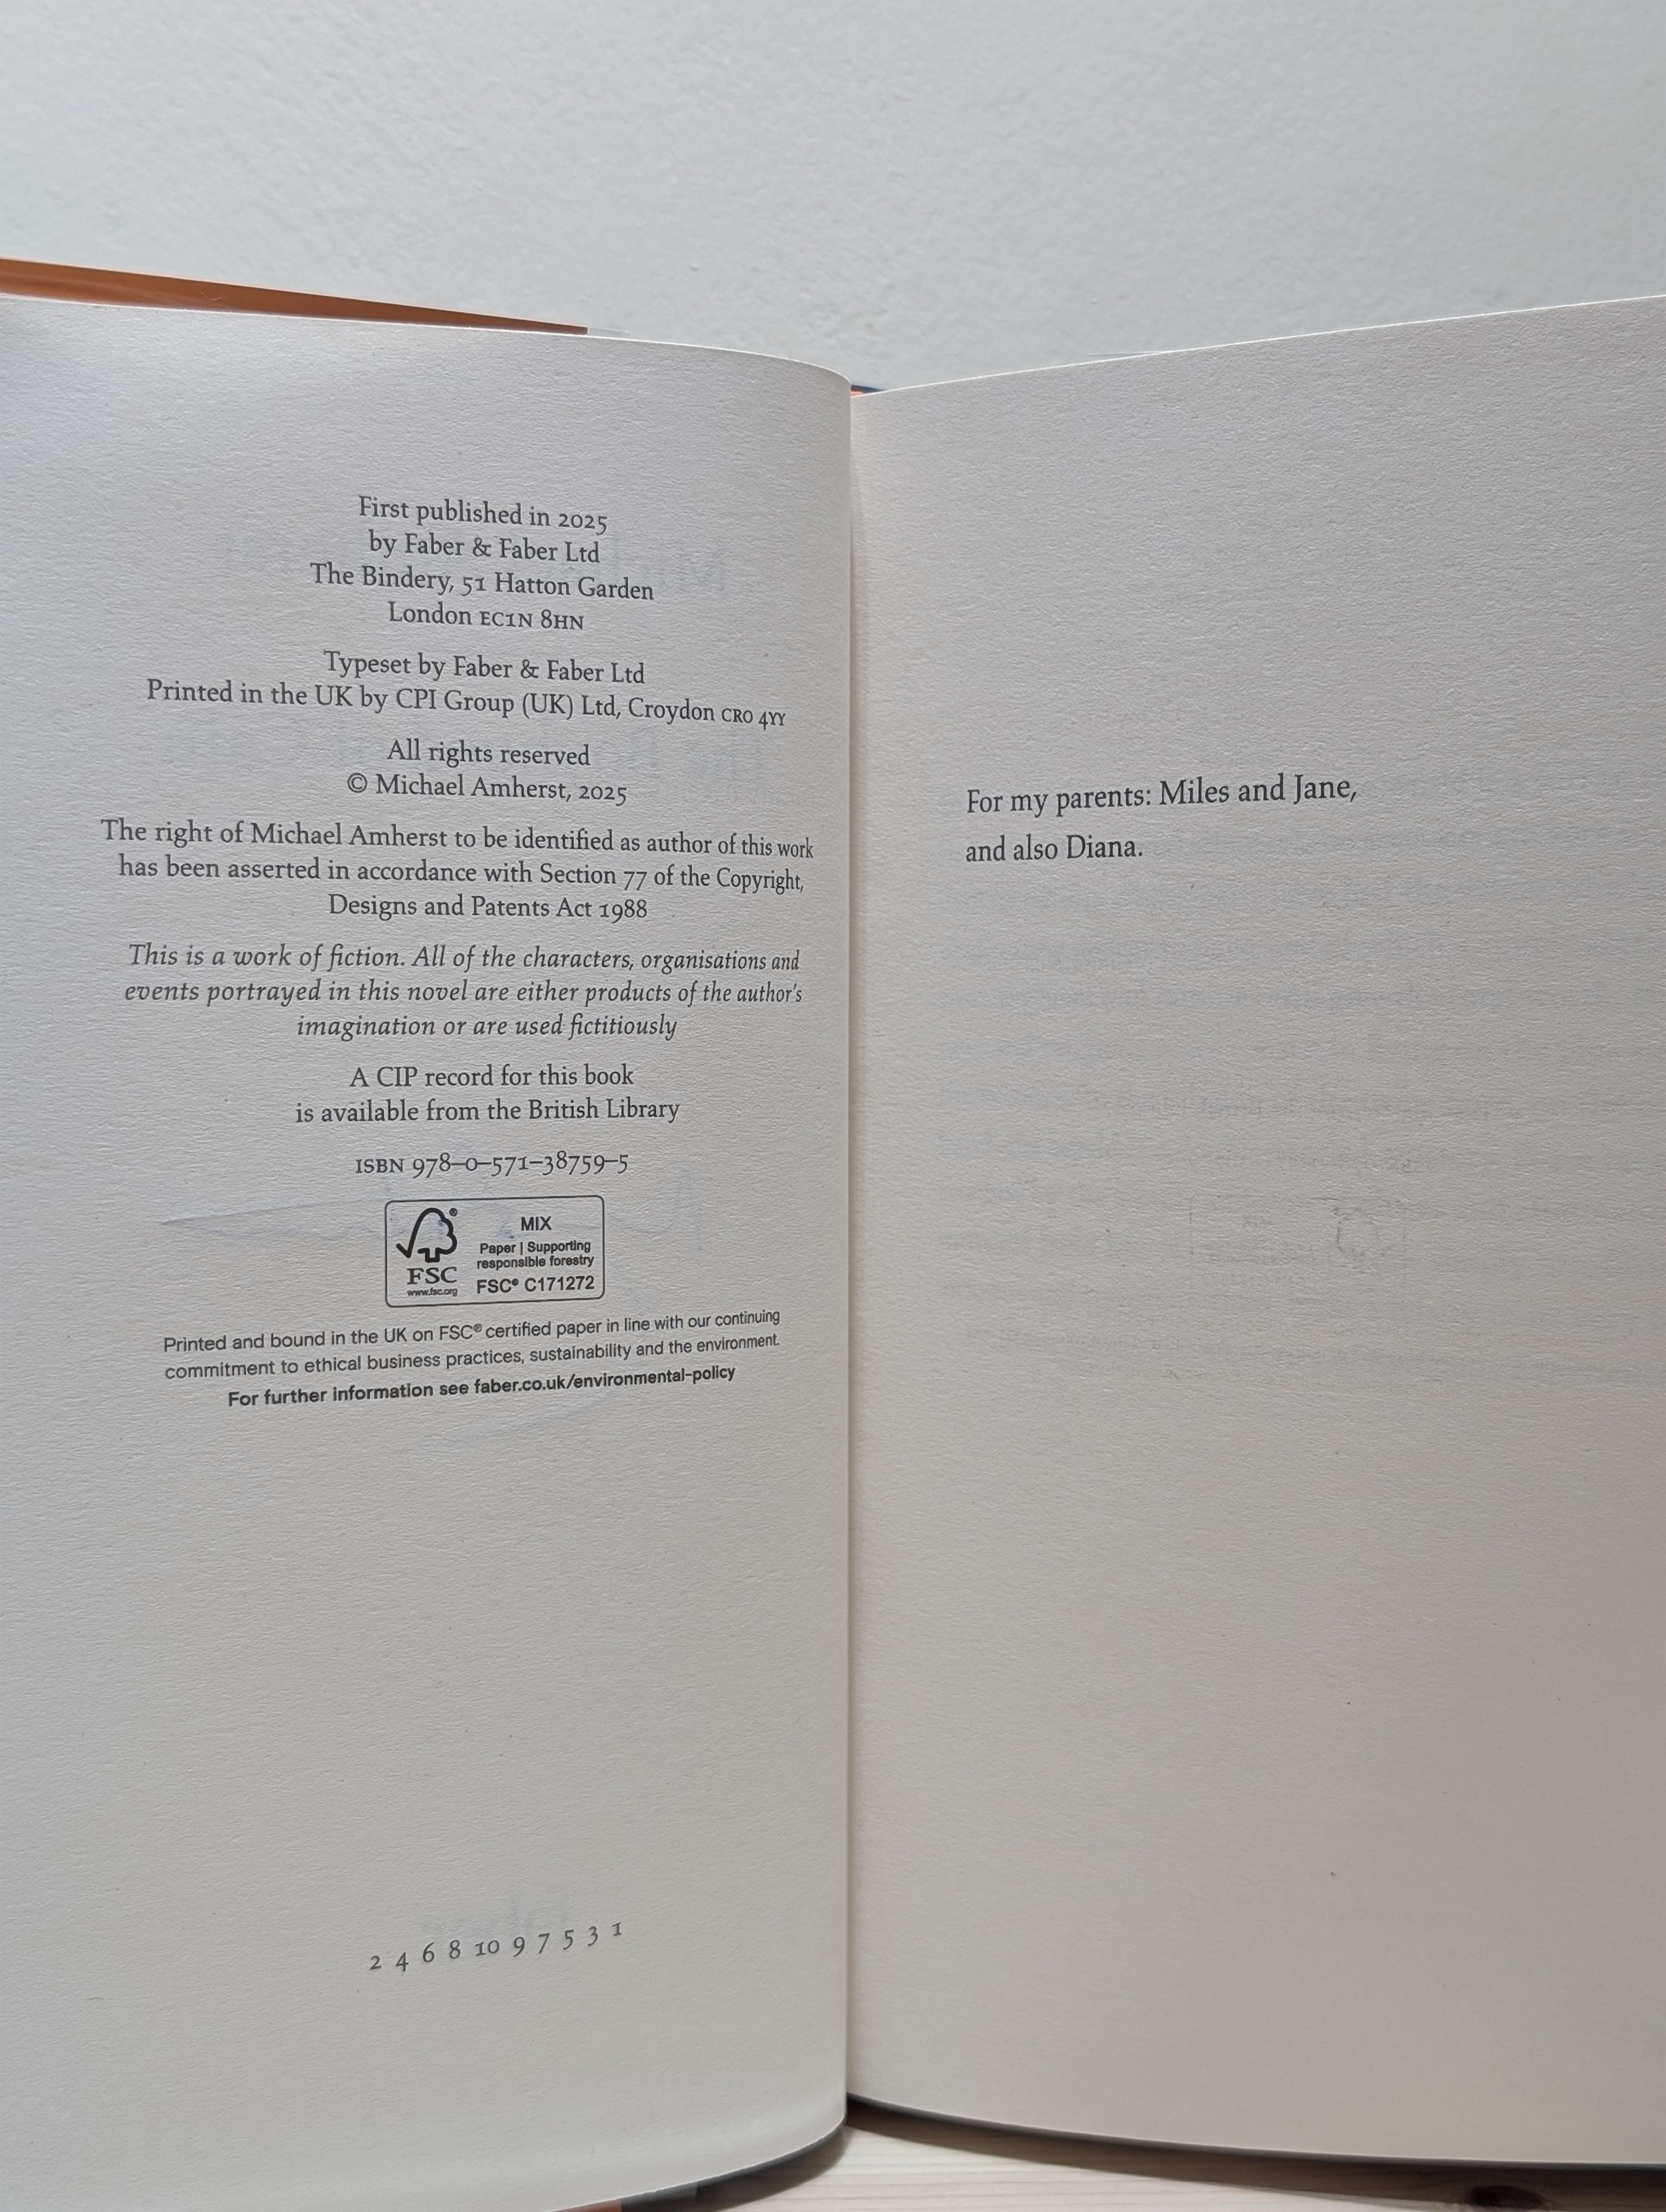 First published in 2025
by Faber & Faber Ltd
The Bindery, 51 Hatton Garden
London EC1N 8HN
Typeset by Faber & Faber Ltd
Printed in the UK by CPI Group (UK) Ltd, Croydon CR0 4YY
All rights reserved
© Michael Amherst, 2025
The right of Michael Amherst to be identified as author of this work
has been asserted in accordance with Section 77 of the Copyright,
Designs and Patents Act 1988
This is a work of fiction. All of the characters, organisations and
events portrayed in this novel are either products of the author's
imagination or are used fictitiously
A CIP record for this book
is available from the British Library
ISBN 978–0–571–38759–5
FSC®
www.fsc.org
MIX
Paper | Supporting
responsible forestry
FSC® C171272
Printed and bound in the UK on FSC® certified paper in line with our continuing
commitment to ethical business practices, sustainability and the environment.
For further information see faber.co.uk/environmental-policy
2 4 6 8 10 9 7 5 3 1
For my parents: Miles and Jane,
and also Diana.